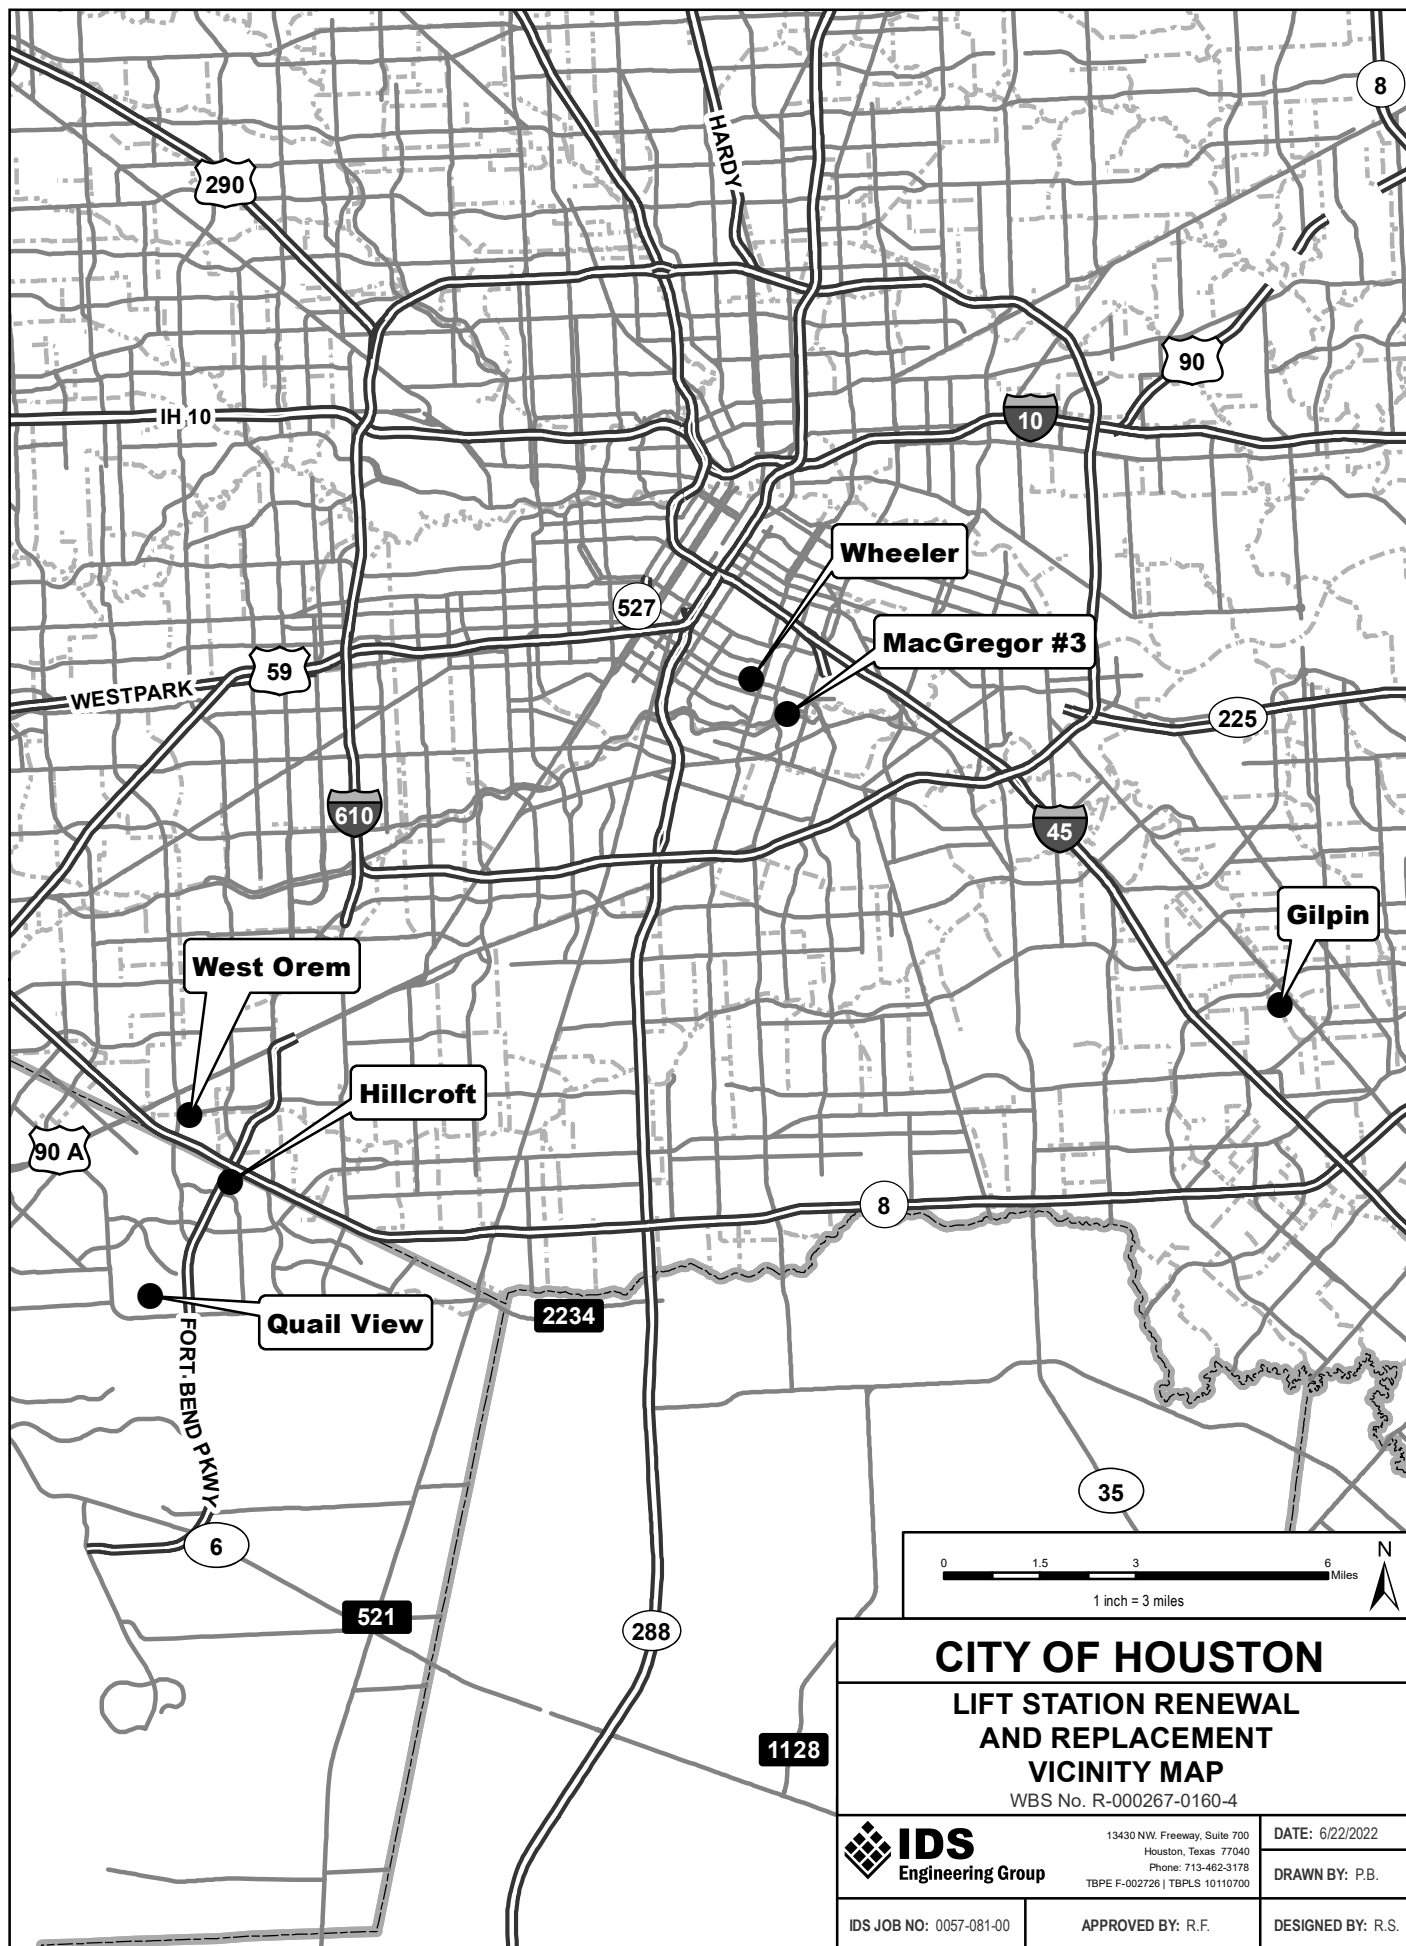 8
HARDY
290
90
IH 10
10
Wheeler
527
MacGregor #3
59
WESTPARK
225
610
45
Gilpin
West Orem
Hillcroft
90 A
8
Quail View
2234
FORT BEND PKWY
35
6
521
288
1128
0 1.5 3 6 Miles
N
1 inch = 3 miles
CITY OF HOUSTON
LIFT STATION RENEWAL
AND REPLACEMENT
VICINITY MAP
WBS No. R-000267-0160-4
IDS
Engineering Group
13430 NW. Freeway, Suite 700
Houston, Texas 77040
Phone: 713-462-3178
TBPE F-002726 | TBPLS 10110700
DATE: 6/22/2022
DRAWN BY: P.B.
IDS JOB NO: 0057-081-00
APPROVED BY: R.F.
DESIGNED BY: R.S.